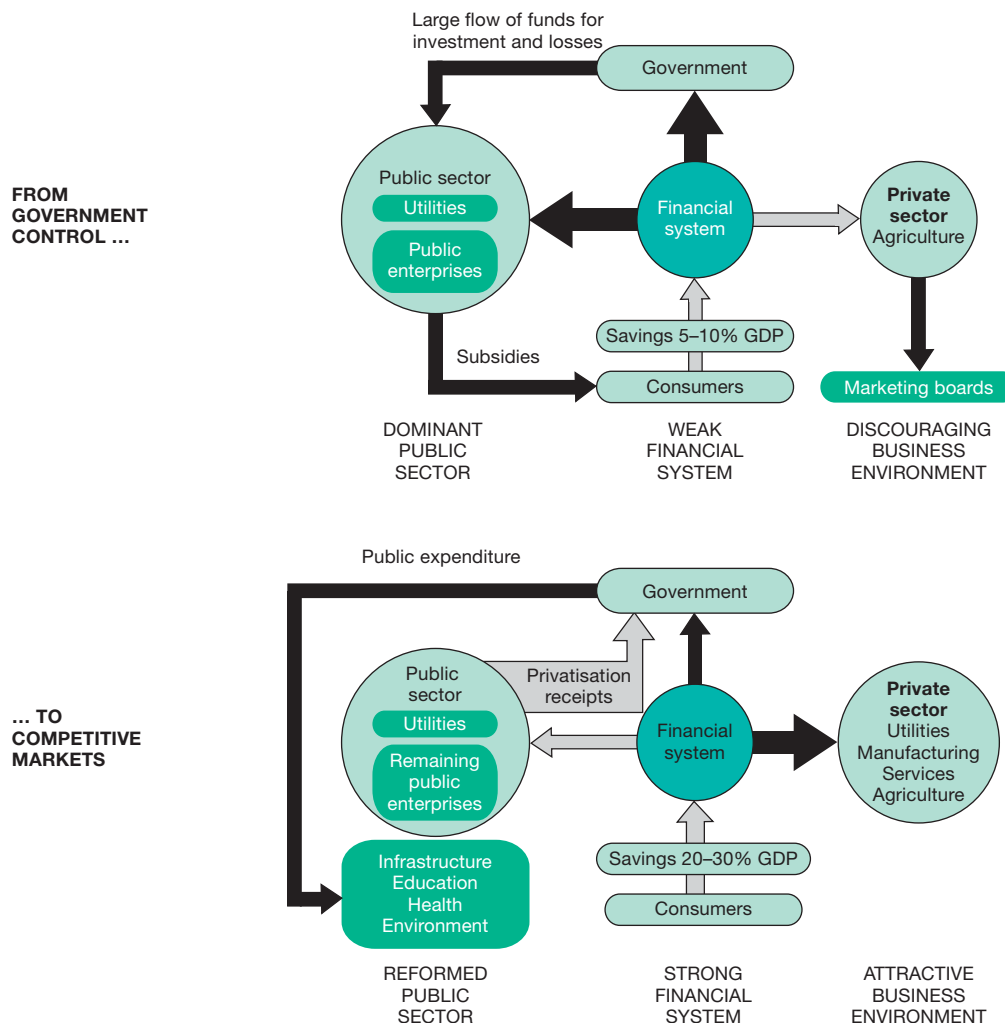 Large flow of funds for
investment and losses
Government
FROM
GOVERNMENT
CONTROL ...
Public sector
Utilities
Public
enterprises
Financial
system
Private
sector
Agriculture
Savings 5–10% GDP
Subsidies
Consumers
Marketing boards
DOMINANT
PUBLIC
SECTOR
WEAK
FINANCIAL
SYSTEM
DISCOURAGING
BUSINESS
ENVIRONMENT
Public expenditure
Government
... TO
COMPETITIVE
MARKETS
Public
sector
Utilities
Remaining
public
enterprises
Privatisation
receipts
Financial
system
Private
sector
Utilities
Manufacturing
Services
Agriculture
Savings 20–30% GDP
Consumers
Infrastructure
Education
Health
Environment
REFORMED
PUBLIC
SECTOR
STRONG
FINANCIAL
SYSTEM
ATTRACTIVE
BUSINESS
ENVIRONMENT